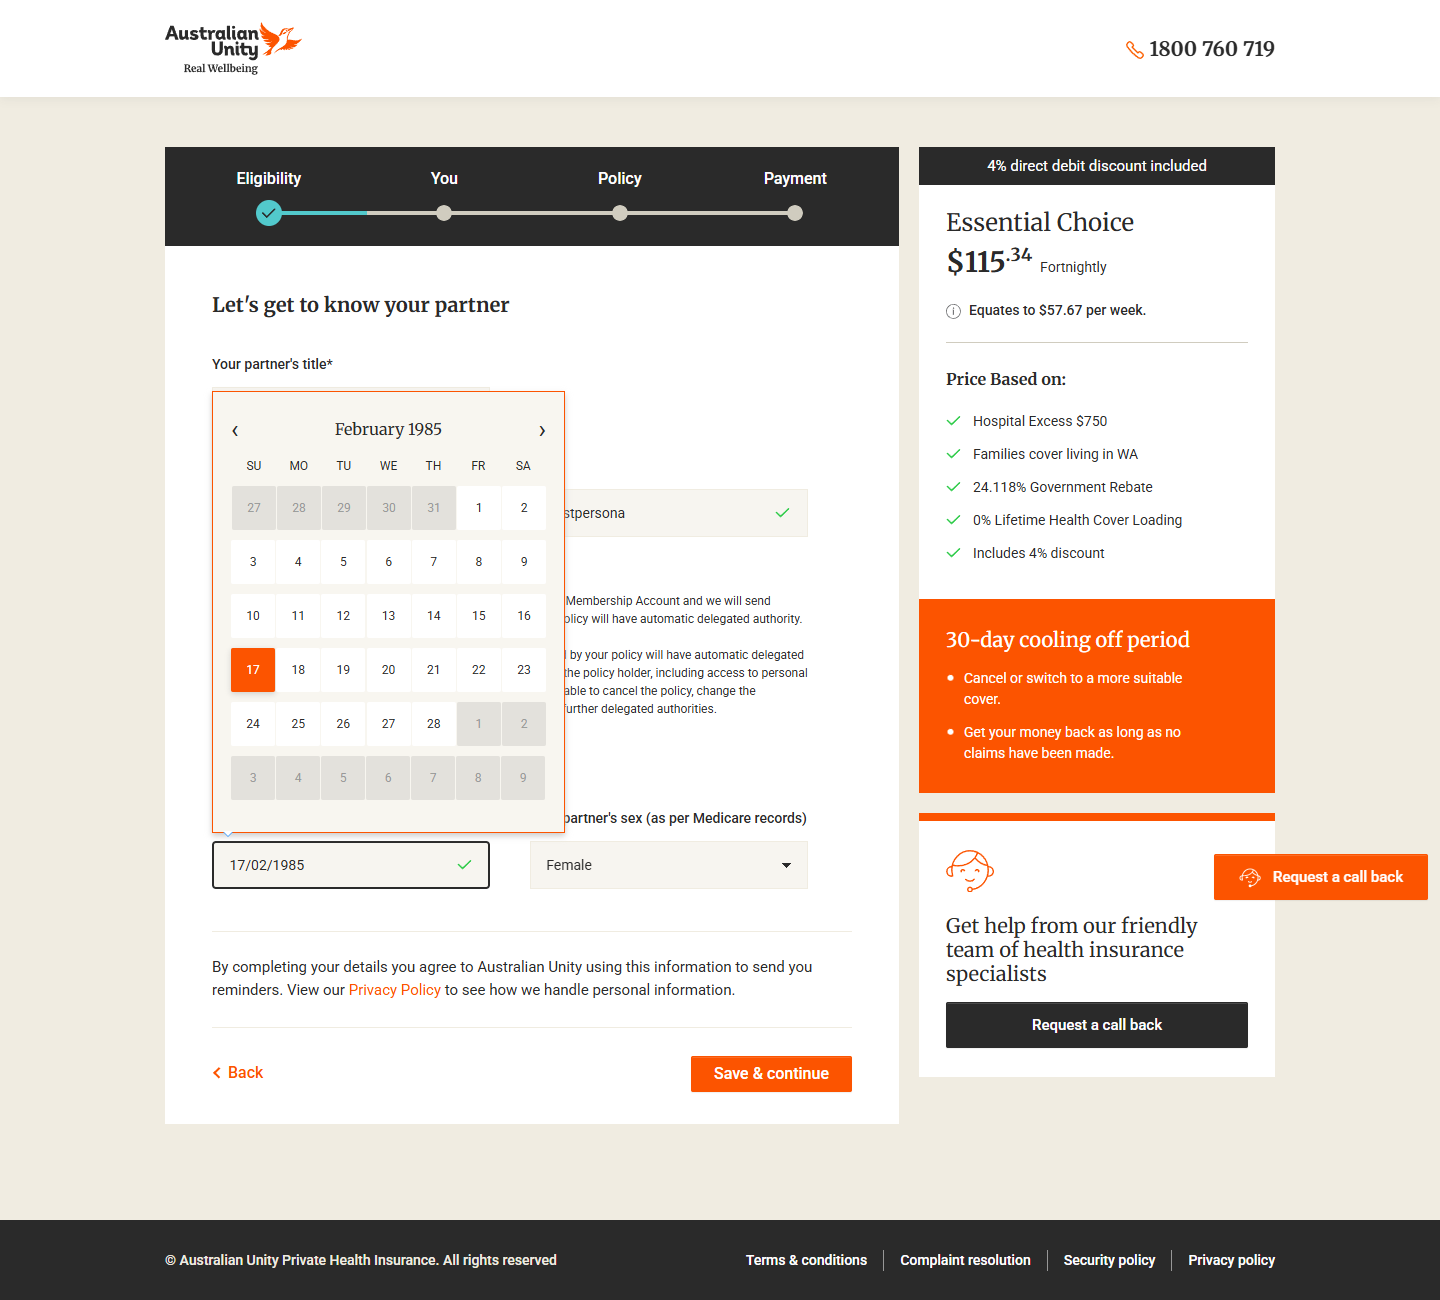 Australian
Unity
Real Wellbeing
1800 760 719
Eligibility
You
Policy
Payment
Let's get to know your partner
Your partner's title*
February 1985
SU MO TU WE TH FR SA
27 28 29 30 31 1 2
3 4 5 6 7 8 9
10 11 12 13 14 15 16
17 18 19 20 21 22 23
24 25 26 27 28 1 2
3 4 5 6 7 8 9
stpersona
Membership Account and we will send
olicy will have automatic delegated authority.
by your policy will have automatic delegated
the policy holder, including access to personal
able to cancel the policy, change the
further delegated authorities.
partner's sex (as per Medicare records)
17/02/1985
Female
By completing your details you agree to Australian Unity using this information to send you
reminders. View our Privacy Policy to see how we handle personal information.
Back
Save & continue
4% direct debit discount included
Essential Choice
$115.34 Fortnightly
Equates to $57.67 per week.
Price Based on:
Hospital Excess $750
Families cover living in WA
24.118% Government Rebate
0% Lifetime Health Cover Loading
Includes 4% discount
30-day cooling off period
Cancel or switch to a more suitable
cover.
Get your money back as long as no
claims have been made.
Request a call back
Get help from our friendly
team of health insurance
specialists
Request a call back
© Australian Unity Private Health Insurance. All rights reserved
Terms & conditions
Complaint resolution
Security policy
Privacy policy